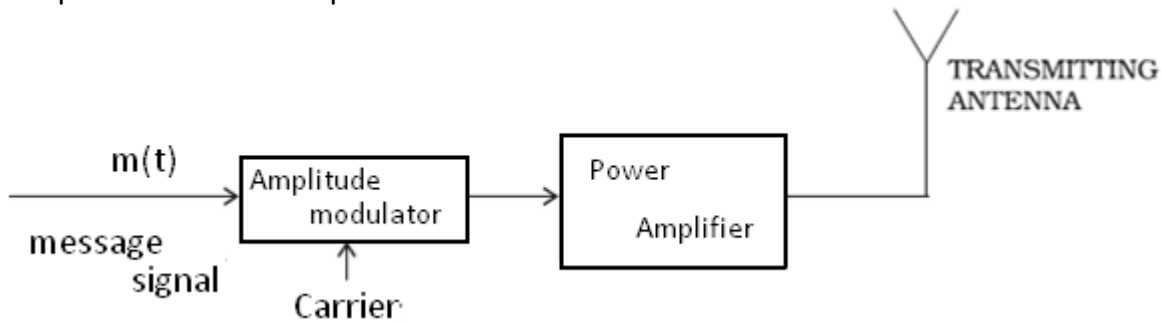 TRANSMITTING
ANTENNA
m(t)
message
signal
Amplitude
modulator
Carrier
Power
Amplifier